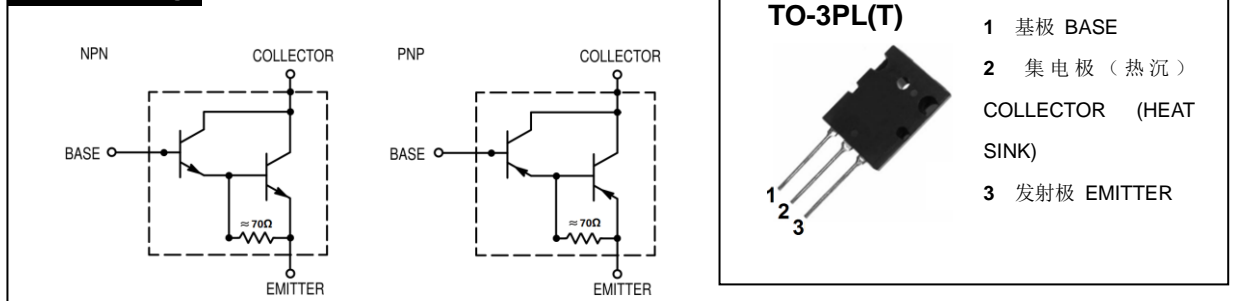 NPN
COLLECTOR
BASE
≈ 70Ω
EMITTER
PNP
COLLECTOR
BASE
≈ 70Ω
EMITTER
TO-3PL(T)
1
2
3
1 基极 BASE
2 集电极（热沉）
COLLECTOR (HEAT
SINK)
3 发射极 EMITTER